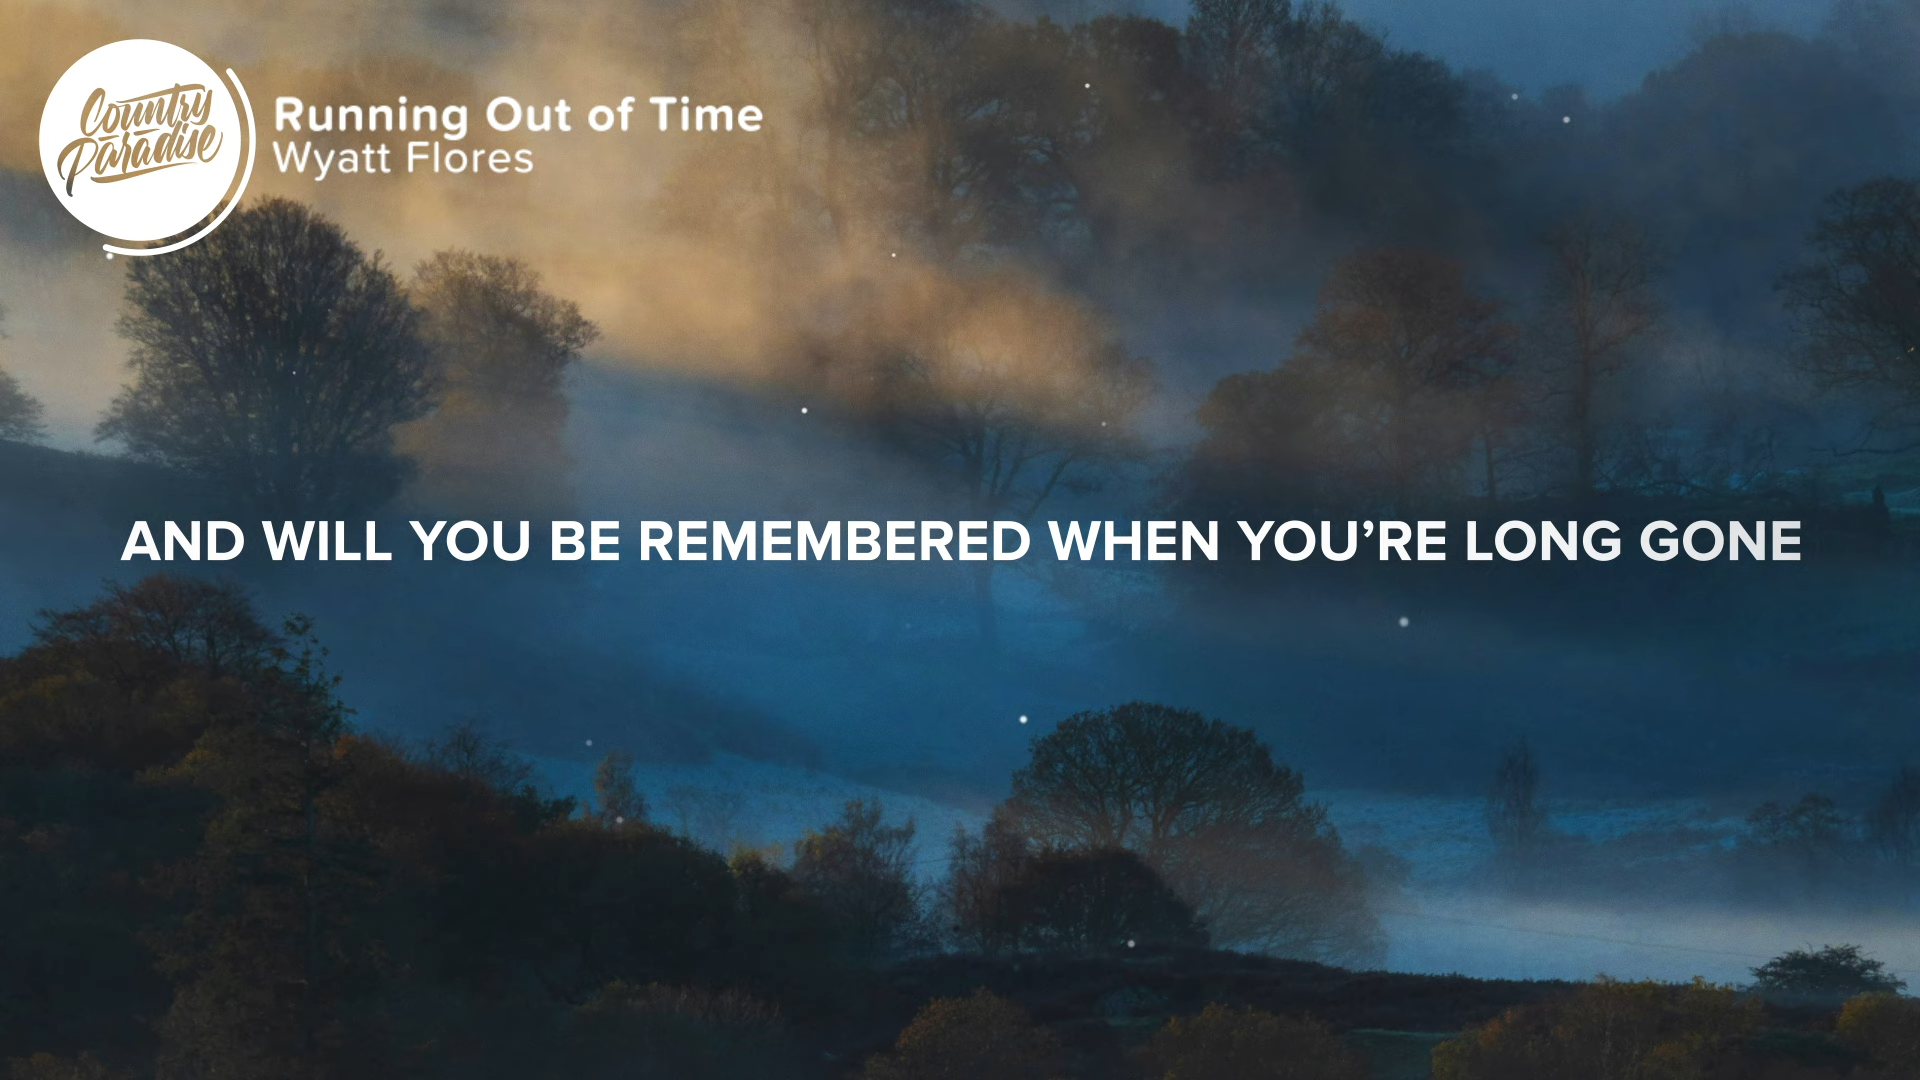 Country
Paradise
Running Out of Time
Wyatt Flores
AND WILL YOU BE REMEMBERED WHEN YOU’RE LONG GONE